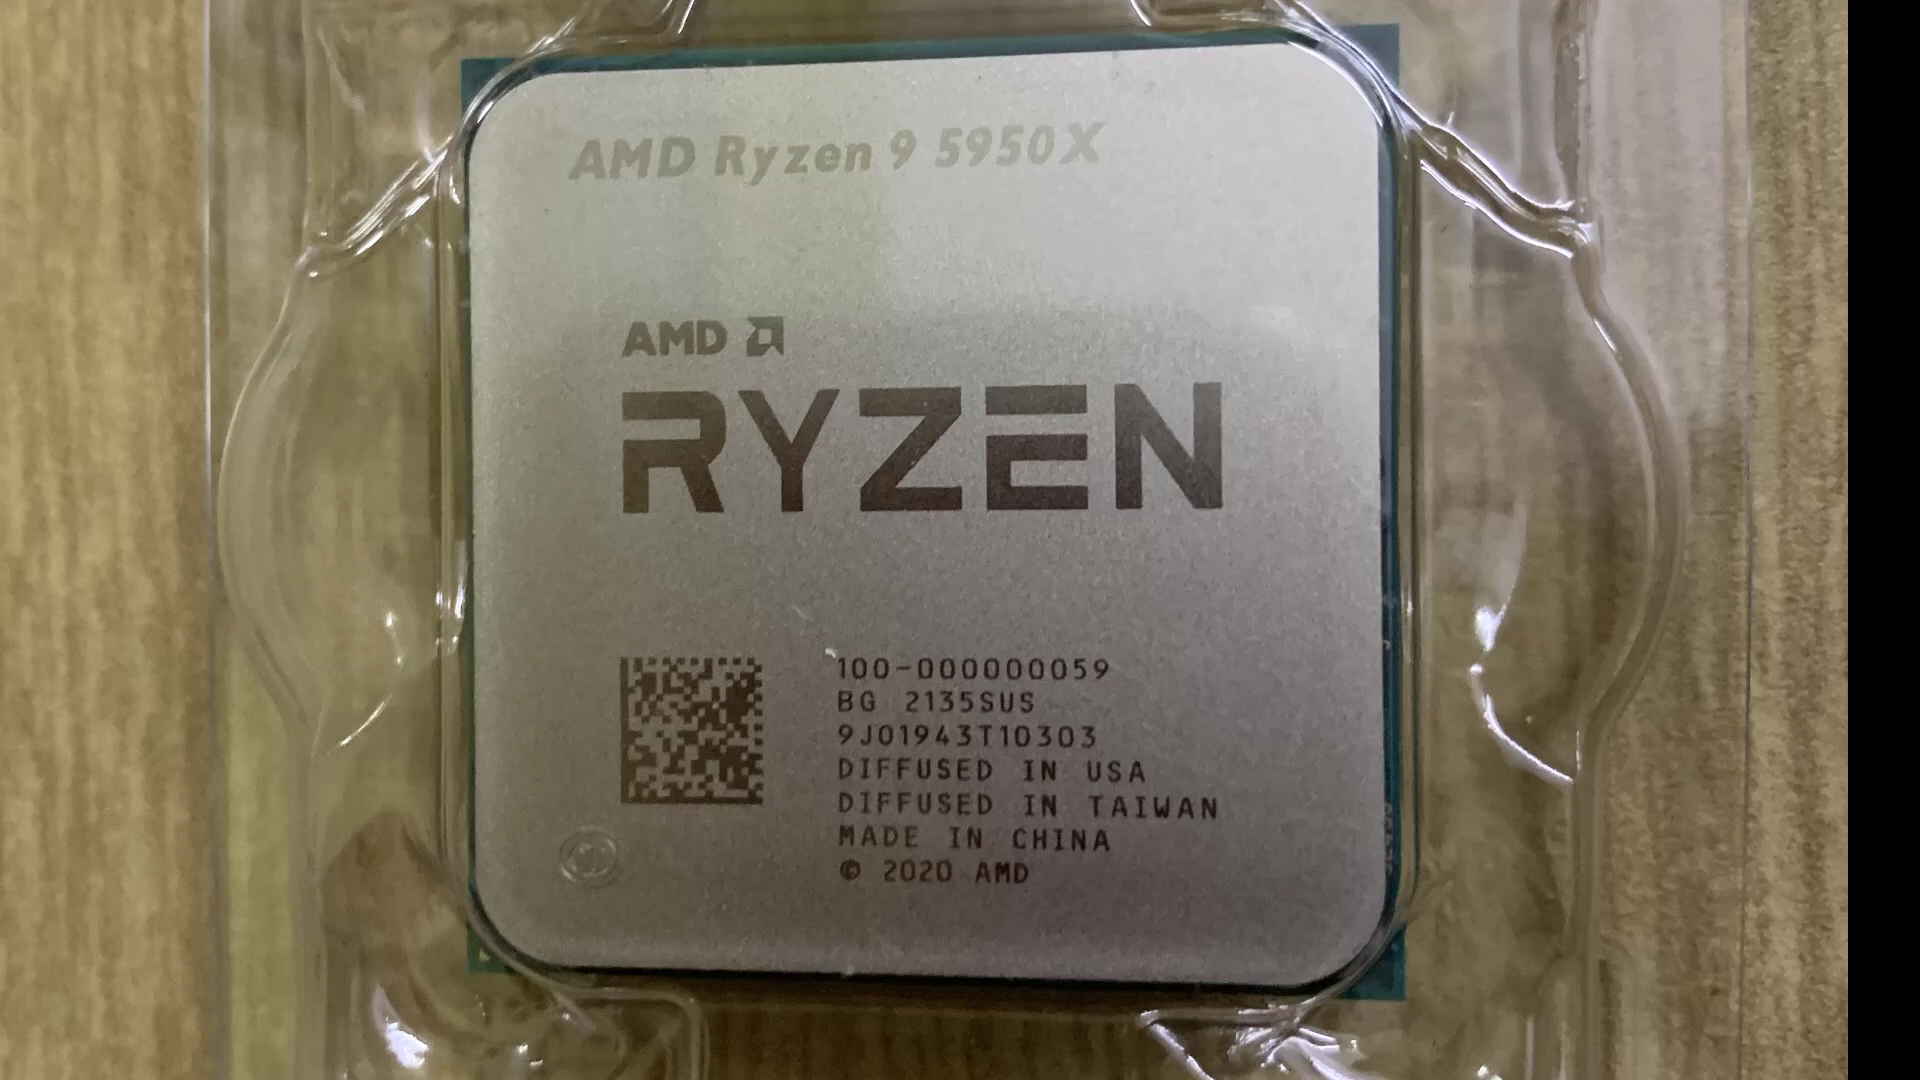 AMD Ryzen 9 5950X
AMD
RYZEN
100-000000059
BG 2135SUS
9J01943T10303
DIFFUSED IN USA
DIFFUSED IN TAIWAN
MADE IN CHINA
© 2020 AMD